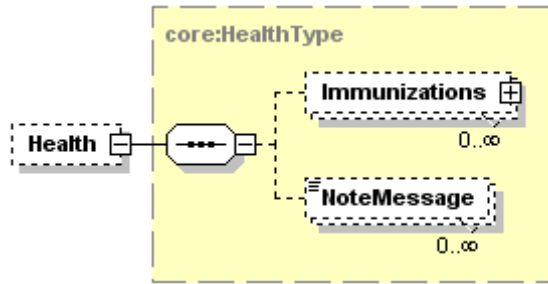 core:HealthType
Immunizations
0..∞
Health
NoteMessage
0..∞